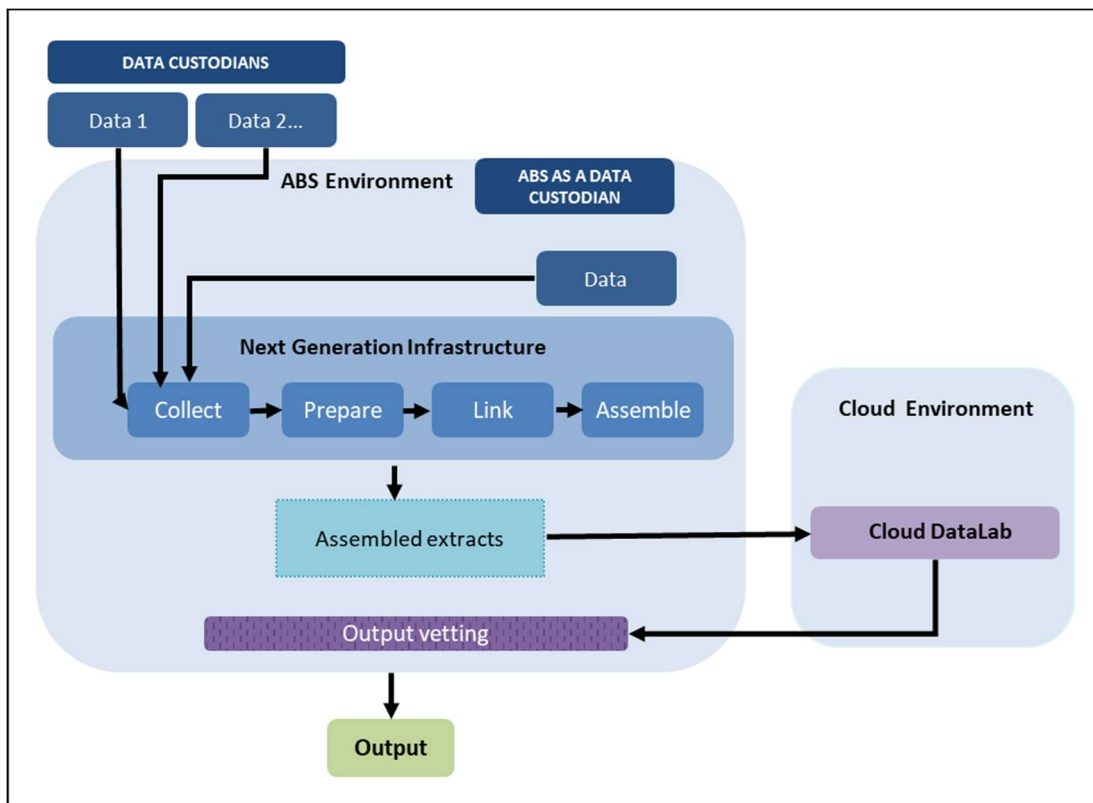 DATA CUSTODIANS
Data 1
Data 2...
ABS Environment
ABS AS A DATA
CUSTODIAN
Data
Next Generation Infrastructure
Collect
Prepare
Link
Assemble
Cloud Environment
Assembled extracts
Cloud DataLab
Output vetting
Output